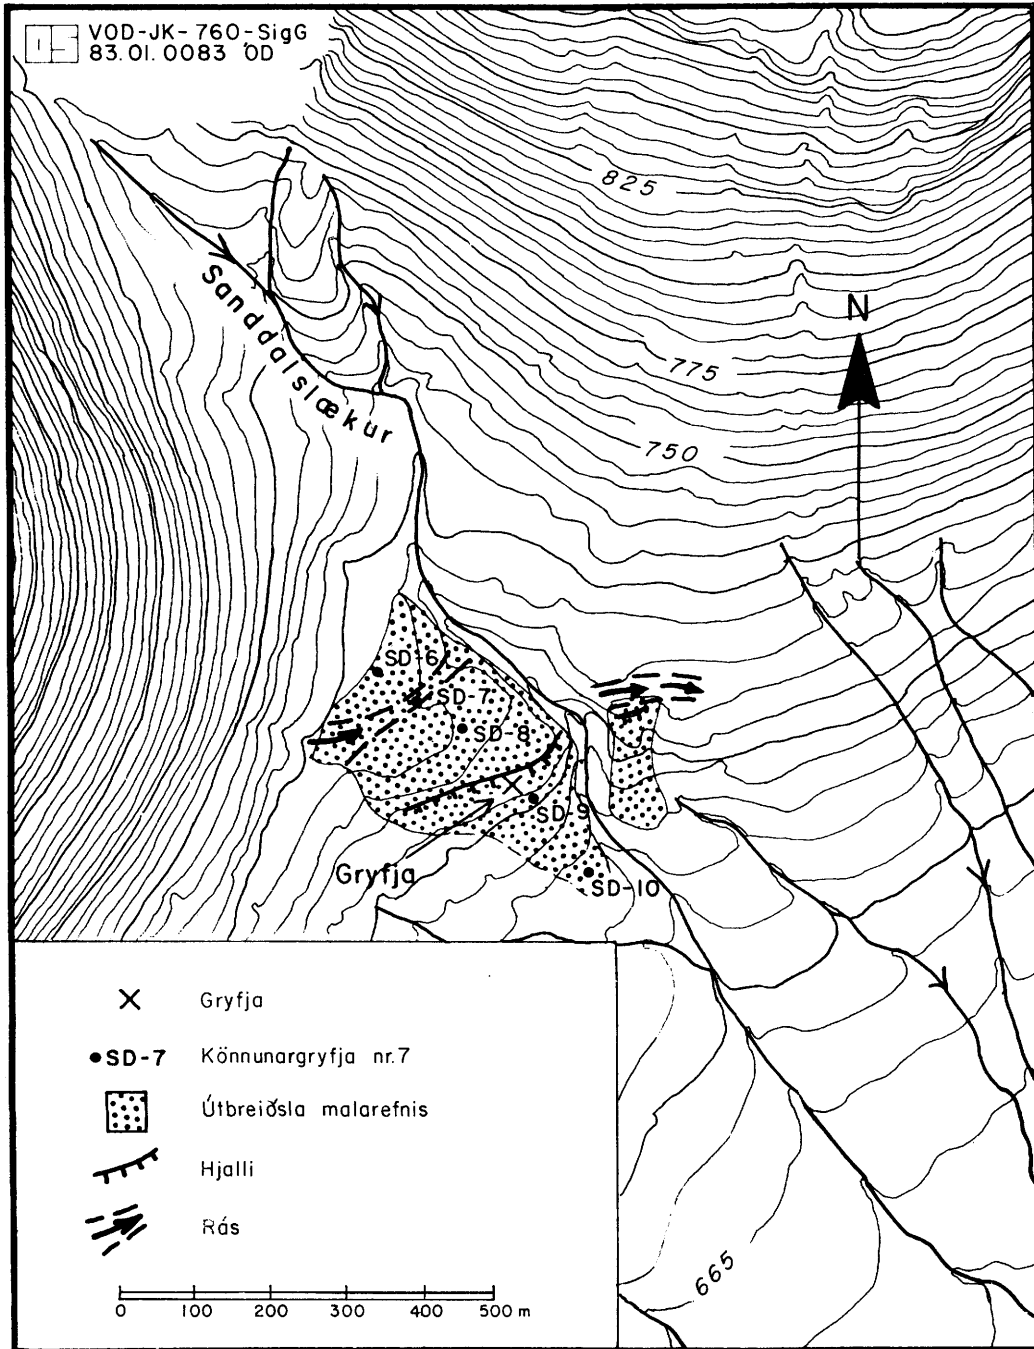 OS
VOD-JK-760-SigG
83.01.0083 ÓD
825
Sanddalslækur
N
775
750
SD-6
SD-7
SD-8
SD-9
Gryfja
SD-10
Gryfja
SD-7 Könnunargryfja nr.7
Útbreiðsla malarefnis
Hjalli
Rás
665
0 100 200 300 400 500 m